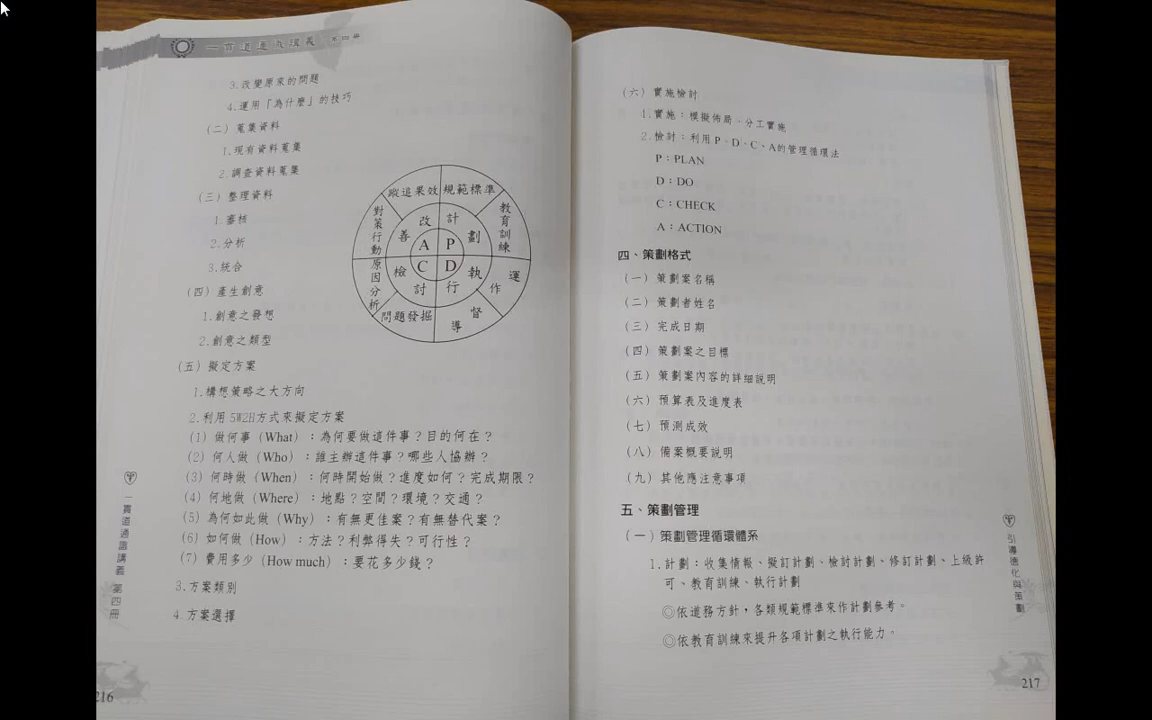 一貫道通識講義 第四冊
3.改變原來的問題
4.運用「為什麼」的技巧
(二) 蒐集資料
1.現有資料蒐集
2.調查資料蒐集
(三) 整理資料
1.審核
2.分析
3.統合
(四) 產生創意
1.創意之發想
2.創意之類型
(五) 擬定方案
1.構想策略之大方向
2.利用 5W2H方式來擬定方案
(1) 做何事（What）：為何要做這件事？目的何在？
(2) 何人做（Who）：誰主辦這件事？哪些人協辦？
(3) 何時做（When）：何時開始做？進度如何？完成期限？
(4) 何地做（Where）：地點？空間？環境？交通？
(5) 為何如此做（Why）：有無更佳案？有無替代案？
(6) 如何做（How）：方法？利弊得失？可行性？
(7) 費用多少（How much）：要花多少錢？
3.方案類別
4.方案選擇
蹤追果效
規範標準
對策行動
教育訓練
改善
計劃
A
P
C
D
原因分析
檢討
執行
運作
問題發掘
督導
一貫道通識講義 第四冊
216
(六) 實施檢討
1.實施：模擬佈局、分工實施
2.檢討：利用 P、D、C、A的管理循環法
P：PLAN
D：DO
C：CHECK
A：ACTION
四、策劃格式
(一) 策劃案名稱
(二) 策劃者姓名
(三) 完成日期
(四) 策劃案之目標
(五) 策劃案內容的詳細說明
(六) 預算表及進度表
(七) 預測成效
(八) 備案概要說明
(九) 其他應注意事項
五、策劃管理
(一) 策劃管理循環體系
1.計劃：收集情報、擬訂計劃、檢討計劃、修訂計劃、上級許
可、教育訓練、執行計劃
◎依道務方針，各類規範標準來作計劃參考。
◎依教育訓練來提升各項計劃之執行能力。
引導造化與策劃
217